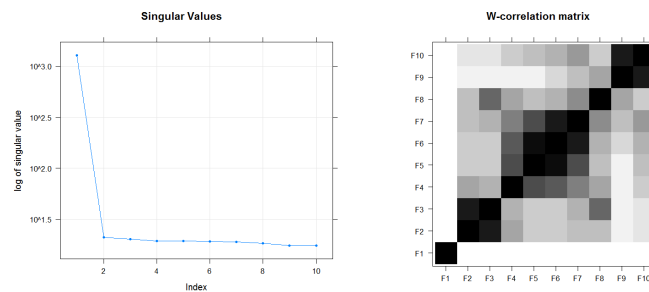 Singular Values
10^3.0
10^2.5
10^2.0
10^1.5
log of singular value
2 4 6 8 10
Index
W-correlation matrix
F10
F9
F8
F7
F6
F5
F4
F3
F2
F1
F1 F2 F3 F4 F5 F6 F7 F8 F9 F10